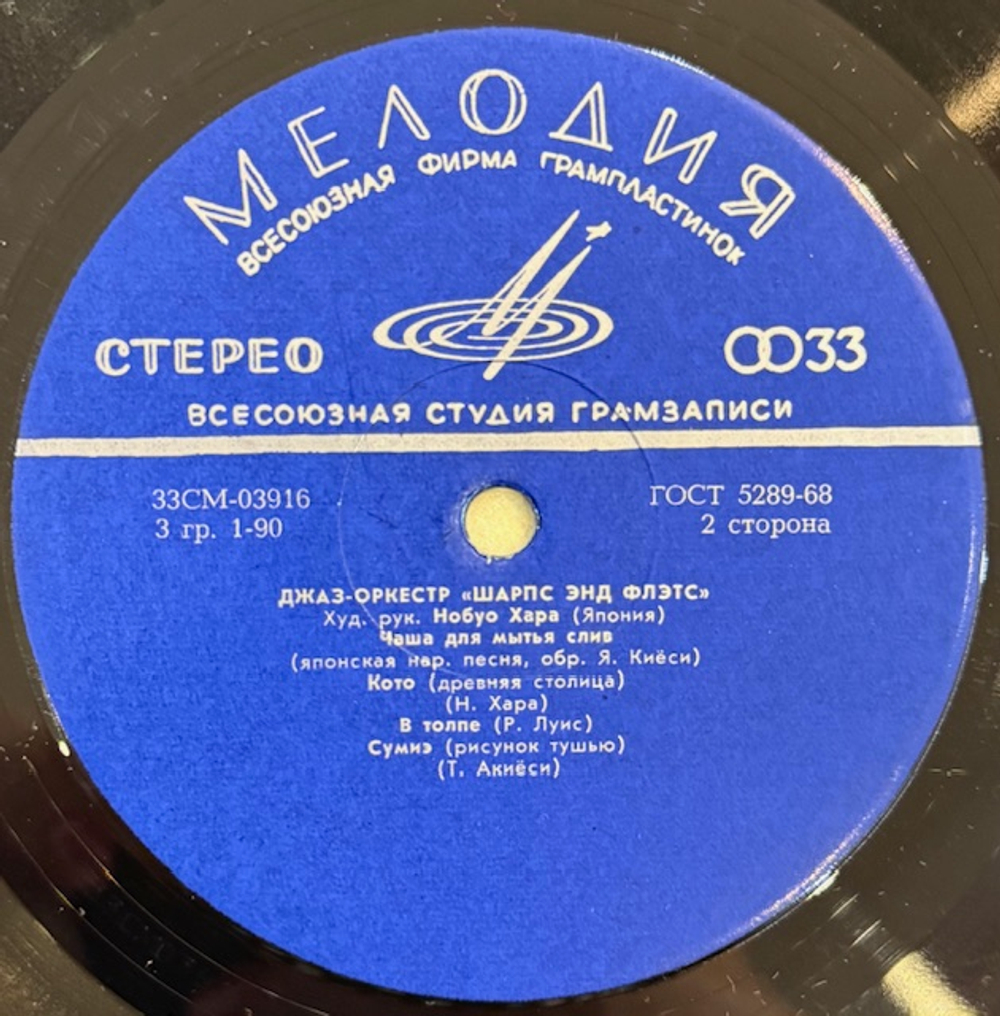 МЕЛОДИЯ
ВСЕСОЮЗНАЯ ФИРМА ГРАМПЛАСТИНОК
СТЕРЕО
33
ВСЕСОЮЗНАЯ СТУДИЯ ГРАМЗАПИСИ
33СМ-03916
ГОСТ 5289-68
3 гр. 1-90
2 сторона
ДЖАЗ-ОРКЕСТР «ШАРПС ЭНД ФЛЭТС»
Худ. рук. Нобуо Хара (Япония)
Чаша для мытья слив
(японская нар. песня, обр. Я. Киёси)
Кото (древняя столица)
(Н. Хара)
В толпе (Р. Луис)
Сумиэ (рисунок тушью)
(Т. Акиёси)